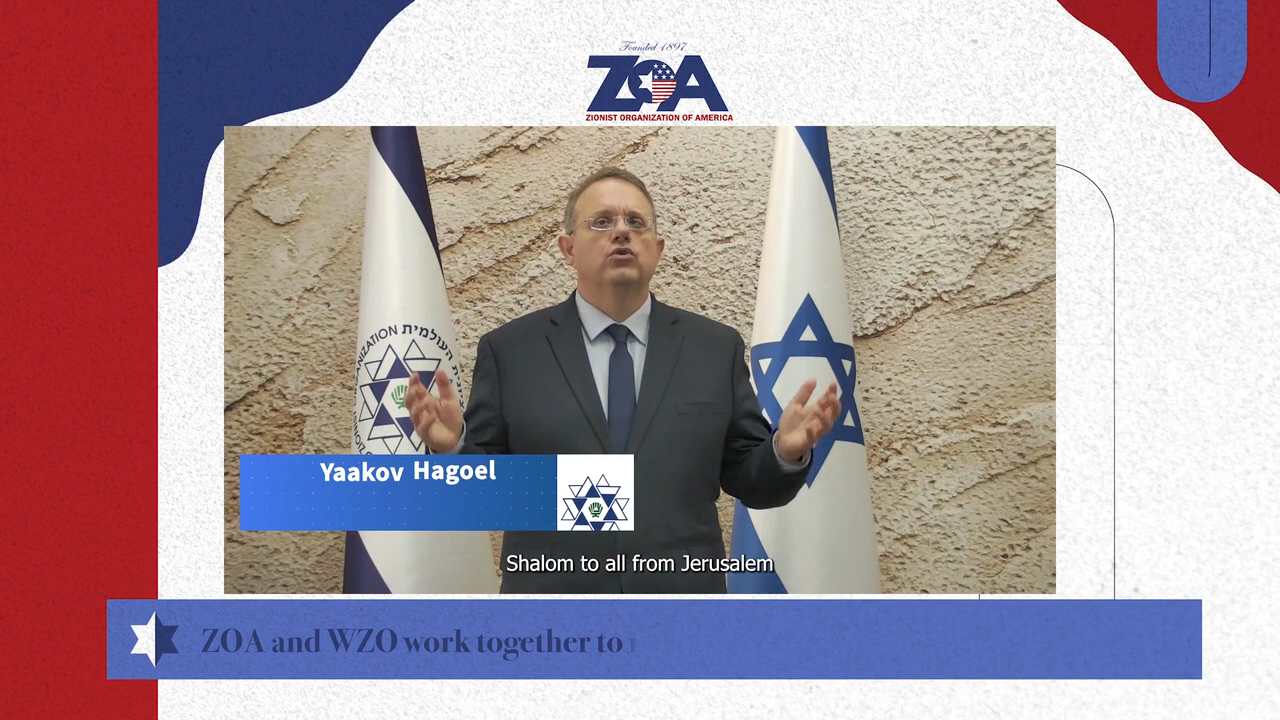 Founded 1897
ZOA
ZIONIST ORGANIZATION OF AMERICA
העולמית
Yaakov Hagoel
Shalom to all from Jerusalem
ZOA and WZO work together to